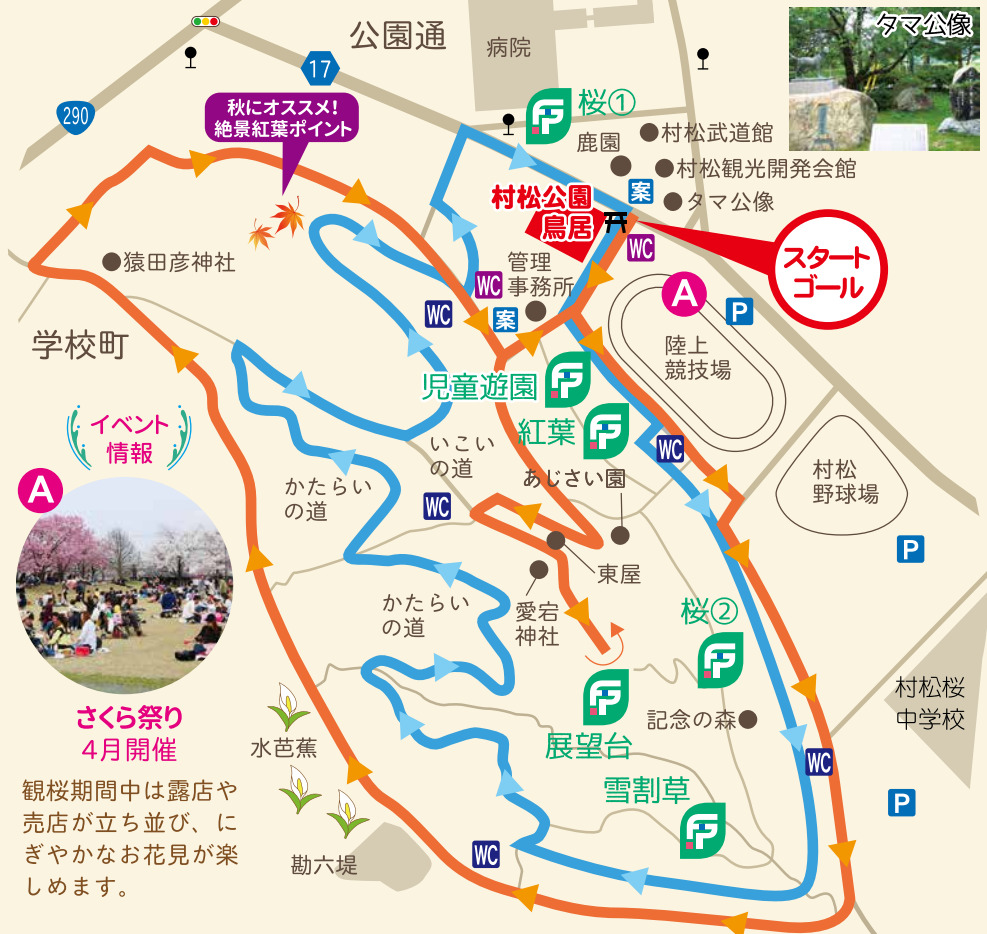 公園通
病院
タマ公像
17
290
秋にオススメ!
絶景紅葉ポイント
桜①
鹿園
村松武道館
村松観光開発会館
案
タマ公像
村松公園
鳥居
WC
スタート
ゴール
猿田彦神社
管理
事務所
WC
WC
案
A
P
陸上
競技場
学校町
児童遊園
紅葉
イベント
情報
A
いこい
の道
あじさい園
WC
村松
野球場
かたらい
の道
WC
P
東屋
かたらい
の道
愛宕
神社
桜②
村松桜
中学校
さくら祭り
4月開催
水芭蕉
展望台
記念の森
WC
雪割草
P
観桜期間中は露店や
売店が立ち並び、に
ぎやかなお花見が楽
しめます。
勘六堤
WC